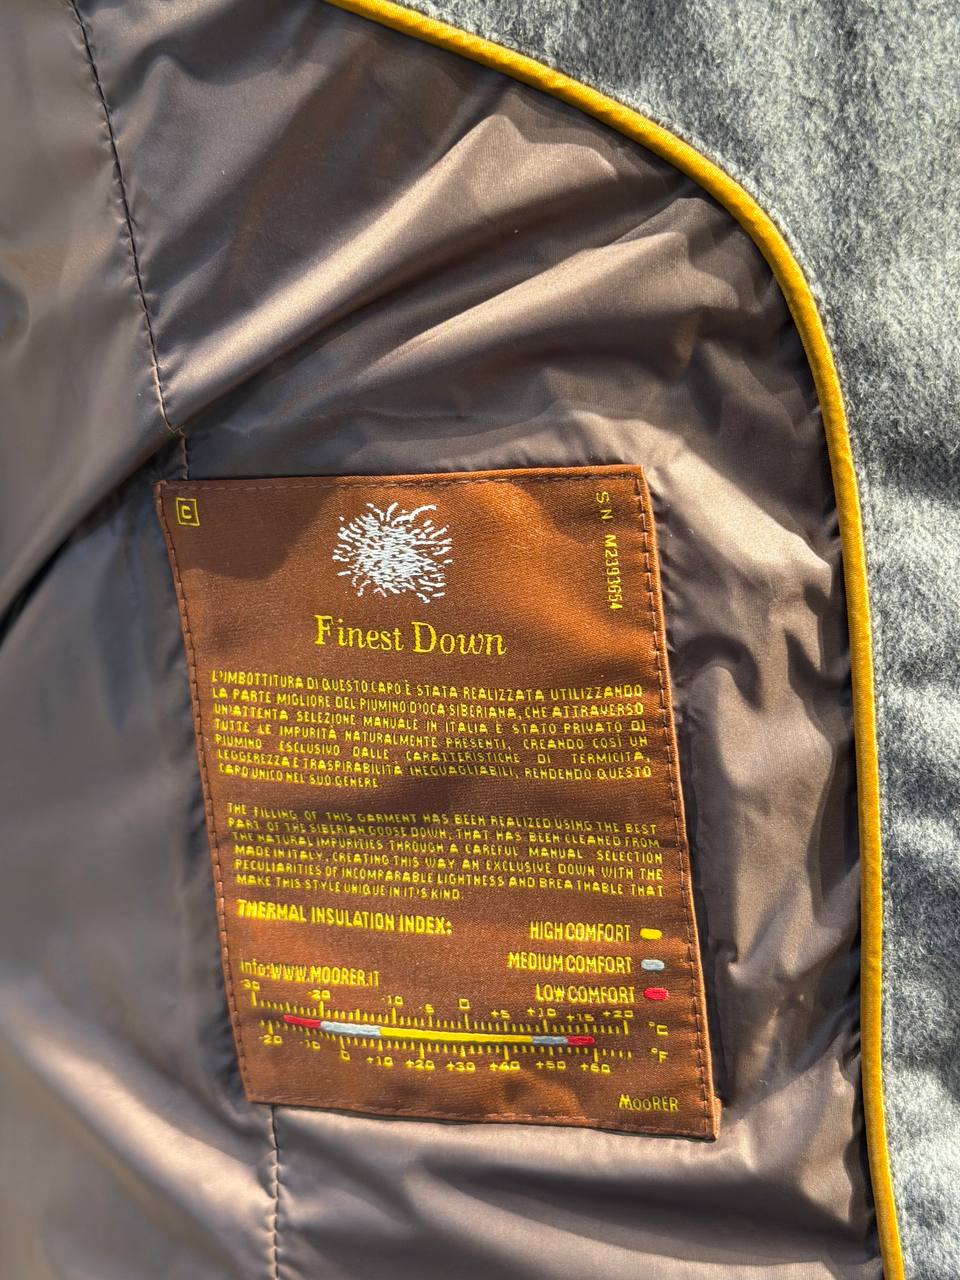 C
S.N. M2393654
Finest Down
L'IMBOTTITURA DI QUESTO CAPO È STATA REALIZZATA UTILIZZANDO
LA PARTE MIGLIORE DEL PIUMINO D'OCA SIBERIANA, CHE ATTRAVERSO
UN'ATTENTA SELEZIONE MANUALE IN ITALIA È STATO PRIVATO DI
TUTTE LE IMPURITÀ NATURALMENTE PRESENTI, CREANDO COSÌ UN
PIUMINO ESCLUSIVO DALLE CARATTERISTICHE DI TERMICITÀ,
LEGGEREZZA E TRASPIRABILITÀ INEGUAGLIABILI, RENDENDO QUESTO
CAPO UNICO NEL SUO GENERE.
THE FILLING OF THIS GARMENT HAS BEEN REALIZED USING THE BEST
PART OF THE SIBERIAN GOOSE DOWN, THAT HAS BEEN CLEANED FROM
THE NATURAL IMPURITIES THROUGH A CAREFUL MANUAL SELECTION
MADE IN ITALY, CREATING THIS WAY AN EXCLUSIVE DOWN WITH THE
PECULIARITIES OF INCOMPARABLE LIGHTNESS AND BREATHABLE THAT
MAKE THIS STYLE UNIQUE IN IT'S KIND.
THERMAL INSULATION INDEX: HIGH COMFORT
MEDIUM COMFORT
info:WWW.MOORER.IT LOW COMFORT
-30 -20 -10 -5 0 +5 +10 +15 +20 °C
-20 -10 0 +10 +20 +30 +40 +50 +60 °F
MOORER